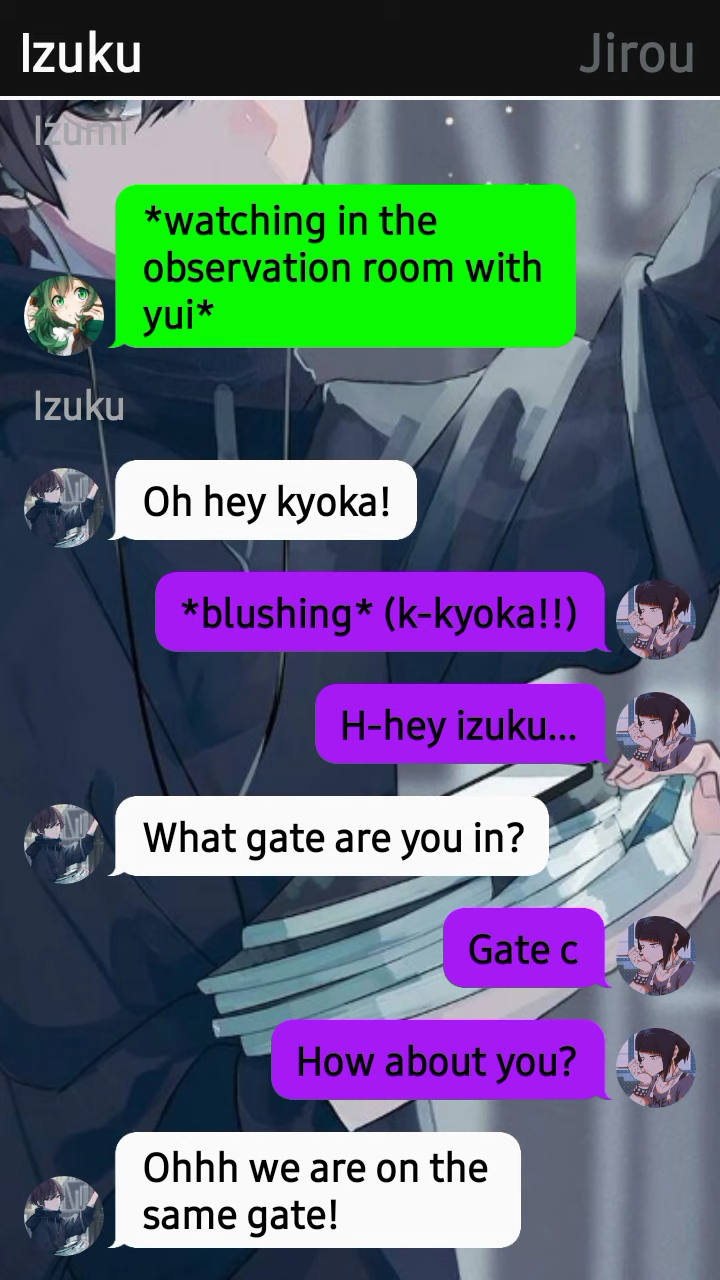 Izuku
Jirou
Izumi
*watching in the
observation room with
yui*
Izuku
Oh hey kyoka!
*blushing* (k-kyoka!!)
H-hey izuku...
What gate are you in?
Gate c
How about you?
Ohhh we are on the
same gate!